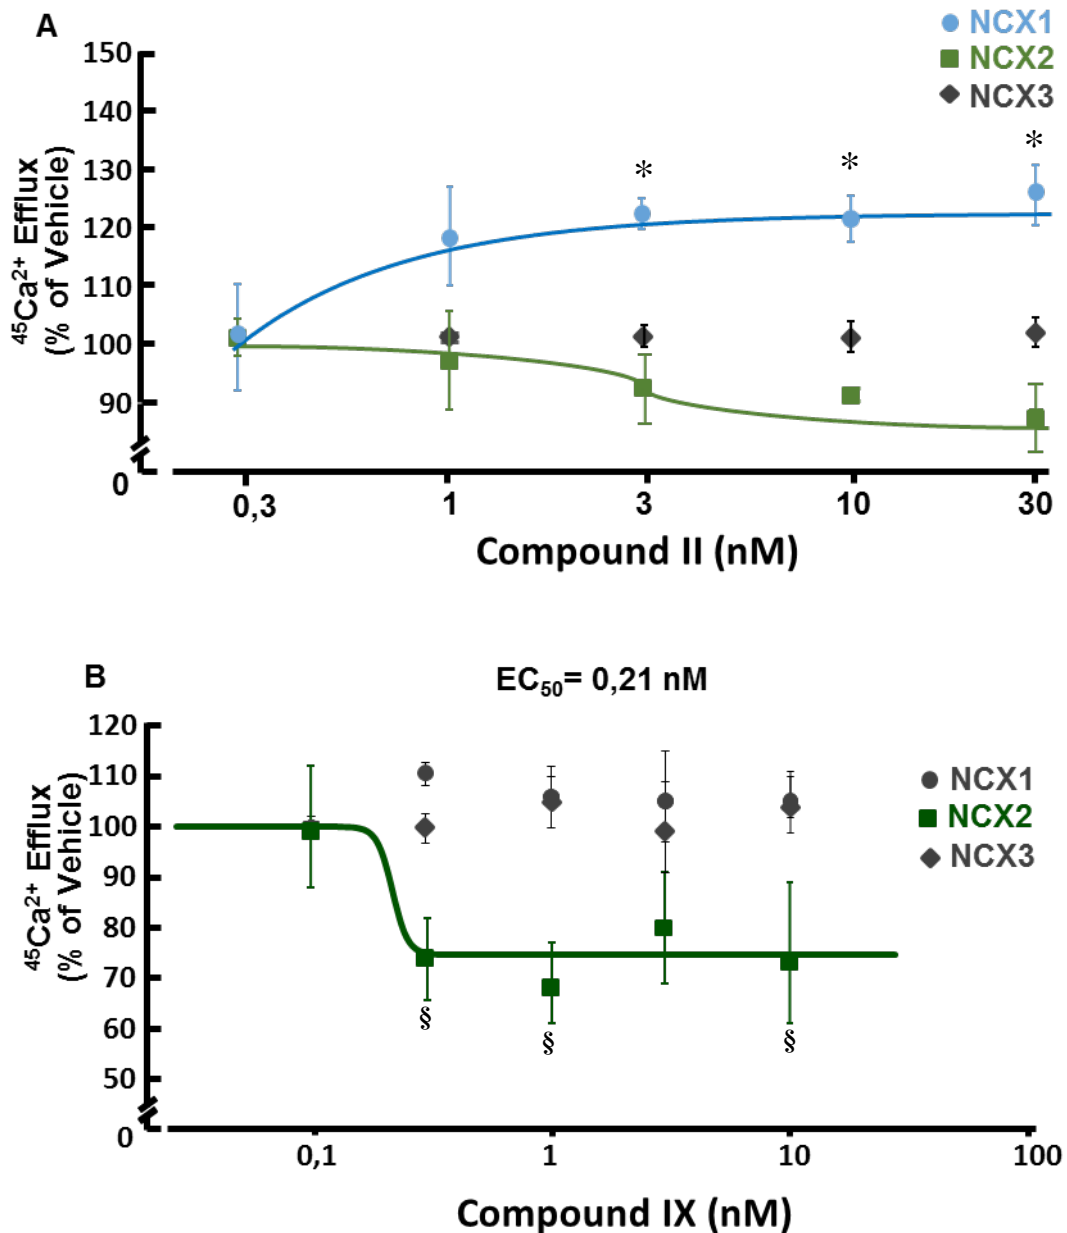 A
NCX1
NCX2
NCX3
150
140
130
120
110
100
90
0
⁴⁵Ca²⁺ Efflux
(% of Vehicle)
*
*
*
0,3
1
3
10
30
Compound II (nM)
B
EC₅₀= 0,21 nM
120
110
100
90
80
70
60
50
0
⁴⁵Ca²⁺ Efflux
(% of Vehicle)
NCX1
NCX2
NCX3
§
§
§
0,1
1
10
100
Compound IX (nM)